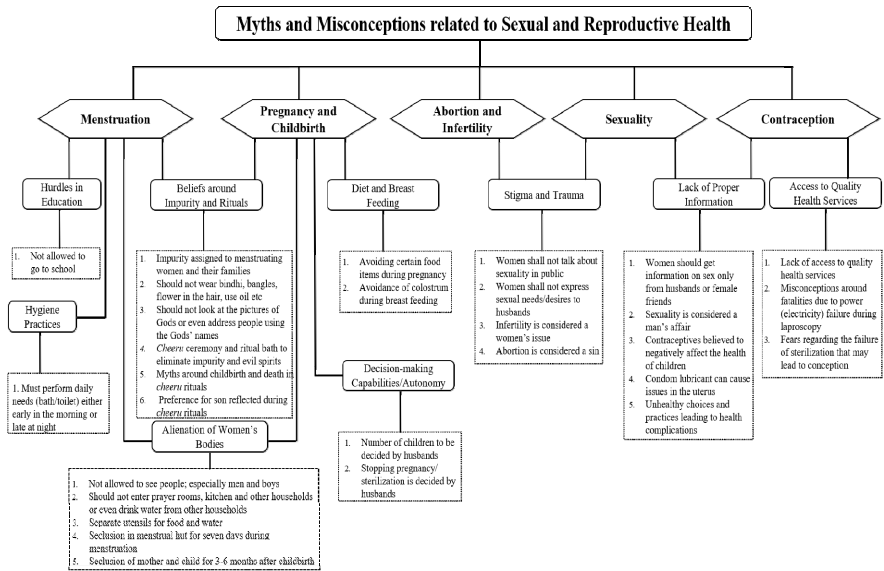 Myths and Misconceptions related to Sexual and Reproductive Health
Menstruation
Pregnancy and
Childbirth
Abortion and
Infertility
Sexuality
Contraception
Hurdles in
Education
Beliefs around
Impurity and Rituals
Diet and Breast
Feeding
Stigma and Trauma
Lack of Proper
Information
Access to Quality
Health Services
1. Not allowed to
go to school
Hygiene
Practices
1. Must perform daily
needs (bath/toilet) either
early in the morning or
late at night
1. Impurity assigned to menstruating
women and their families
2. Should not wear bindhi, bangles,
flower in the hair, use oil etc
3. Should not look at the pictures of
Gods or even address people using
the Gods' names
4. Cheeru ceremony and ritual bath to
eliminate impurity and evil spirits
5. Myths around childbirth and death in
cheeru rituals
6. Preference for son reflected during
cheeru rituals
Alienation of Women's
Bodies
1. Not allowed to see people; especially men and boys
2. Should not enter prayer rooms, kitchen and other households
or even drink water from other households
3. Separate utensils for food and water
4. Seclusion in menstrual hut for seven days during
menstruation
5. Seclusion of mother and child for 3-6 months after childbirth
1. Avoiding certain food
items during pregnancy
2. Avoidance of colostrum
during breast feeding
Decision-making
Capabilities/Autonomy
1. Number of children to be
decided by husbands
2. Stopping pregnancy/
sterilization is decided by
husbands
1. Women shall not talk about
sexuality in public
2. Women shall not express
sexual needs/desires to
husbands
3. Infertility is considered a
women's issue
4. Abortion is considered a sin
1. Women should get
information on sex only
from husbands or female
friends
2. Sexuality is considered a
man's affair
3. Contraceptives believed to
negatively affect the health
of children
4. Condom lubricant can cause
issues in the uterus
5. Unhealthy choices and
practices leading to health
complications
1. Lack of access to quality
health services
2. Misconceptions around
fatalities due to power
(electricity) failure during
laproscopy
3. Fears regarding the failure
of sterilization that may
lead to conception